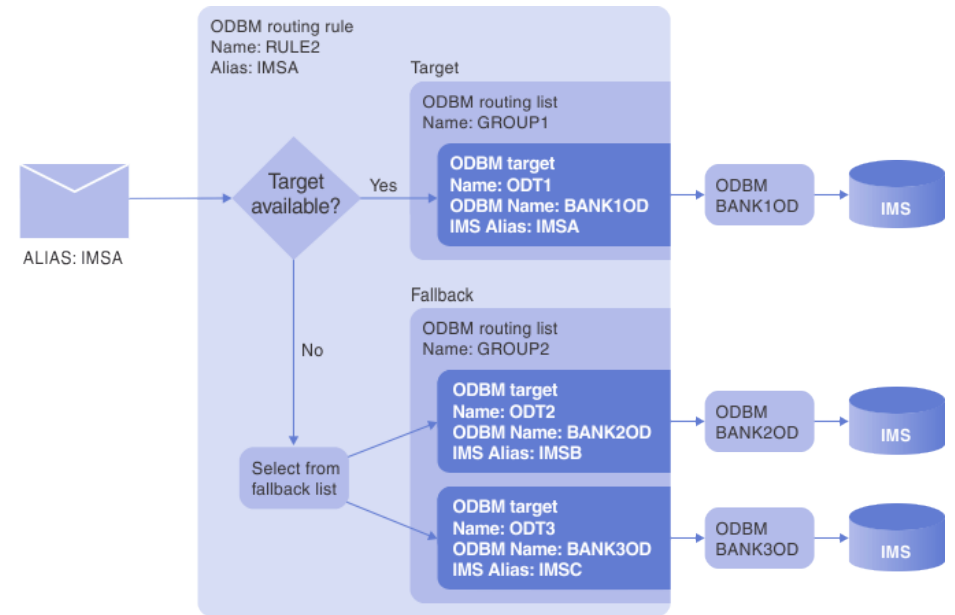 ODBM routing rule
Name: RULE2
Alias: IMSA
Target
ODBM routing list
Name: GROUP1
ODBM target
Name: ODT1
ODBM Name: BANK1OD
IMS Alias: IMSA
ODBM
BANK1OD
IMS
Target
available?
Yes
ALIAS: IMSA
No
Fallback
ODBM routing list
Name: GROUP2
ODBM target
Name: ODT2
ODBM Name: BANK2OD
IMS Alias: IMSB
ODBM
BANK2OD
IMS
Select from
fallback list
ODBM target
Name: ODT3
ODBM Name: BANK3OD
IMS Alias: IMSC
ODBM
BANK3OD
IMS